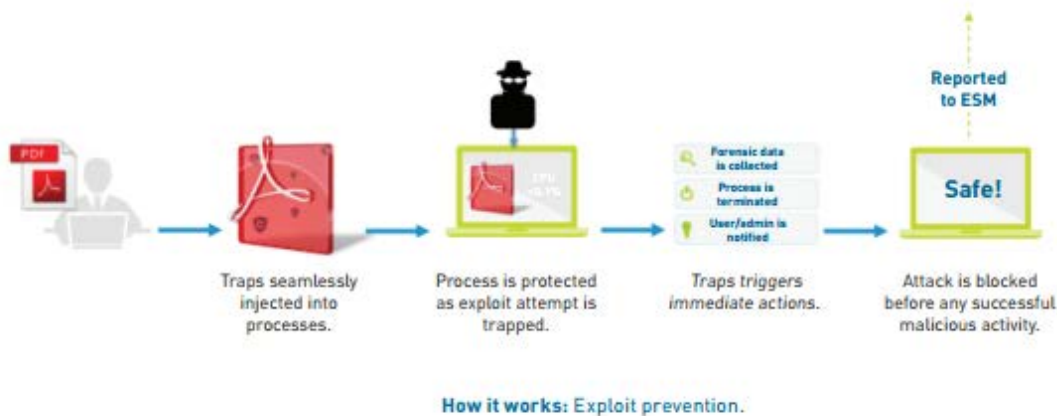 PDF
Traps seamlessly
injected into
processes.
Process is protected
as exploit attempt is
trapped.
Forensic data
is collected
Process is
terminated
User/admin is
notified
Traps triggers
immediate actions.
Reported
to ESM
Safe!
Attack is blocked
before any successful
malicious activity.
How it works: Exploit prevention.